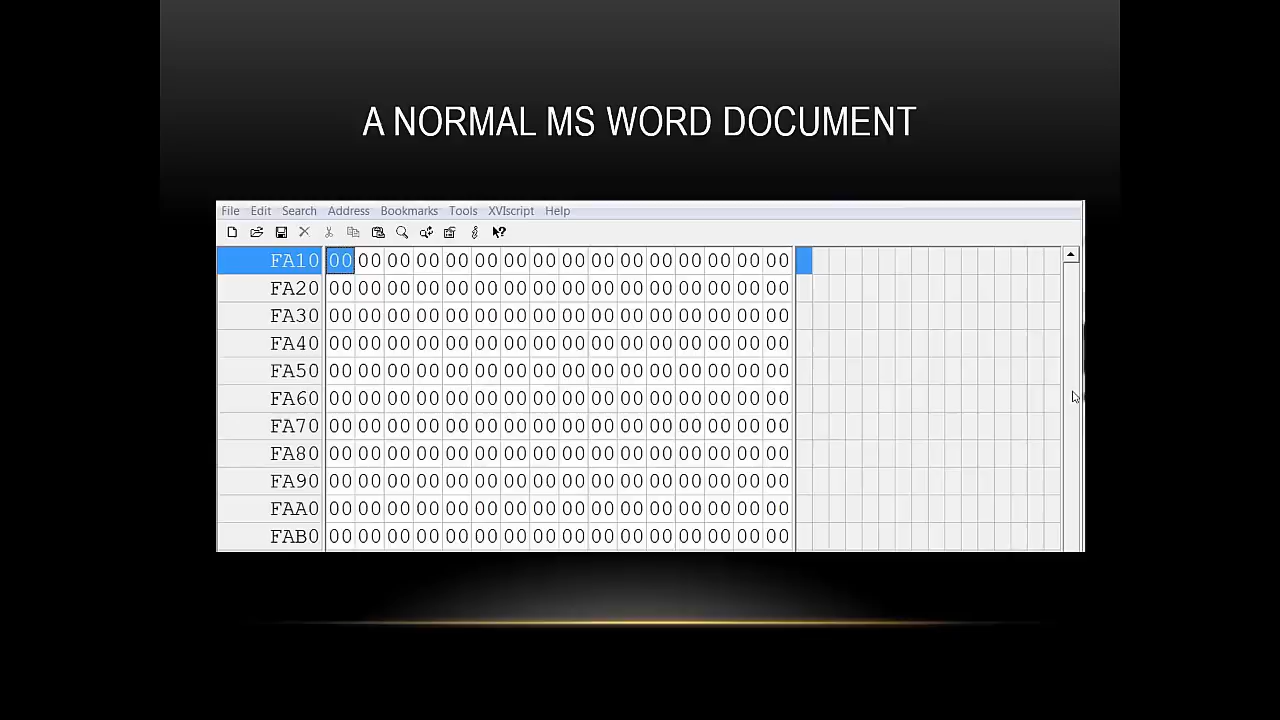 A NORMAL MS WORD DOCUMENT
File Edit Search Address Bookmarks Tools XVIscript Help
FA10 00 00 00 00 00 00 00 00 00 00 00 00 00 00 00 00
FA20 00 00 00 00 00 00 00 00 00 00 00 00 00 00 00 00
FA30 00 00 00 00 00 00 00 00 00 00 00 00 00 00 00 00
FA40 00 00 00 00 00 00 00 00 00 00 00 00 00 00 00 00
FA50 00 00 00 00 00 00 00 00 00 00 00 00 00 00 00 00
FA60 00 00 00 00 00 00 00 00 00 00 00 00 00 00 00 00
FA70 00 00 00 00 00 00 00 00 00 00 00 00 00 00 00 00
FA80 00 00 00 00 00 00 00 00 00 00 00 00 00 00 00 00
FA90 00 00 00 00 00 00 00 00 00 00 00 00 00 00 00 00
FAA0 00 00 00 00 00 00 00 00 00 00 00 00 00 00 00 00
FAB0 00 00 00 00 00 00 00 00 00 00 00 00 00 00 00 00